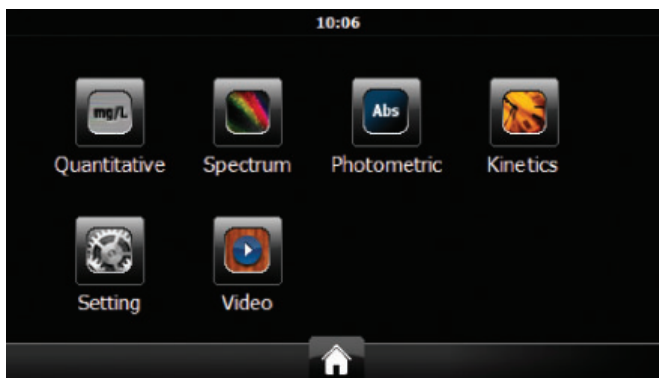 10:06
mg/L
Abs
Quantitative Spectrum Photometric Kinetics
Setting Video